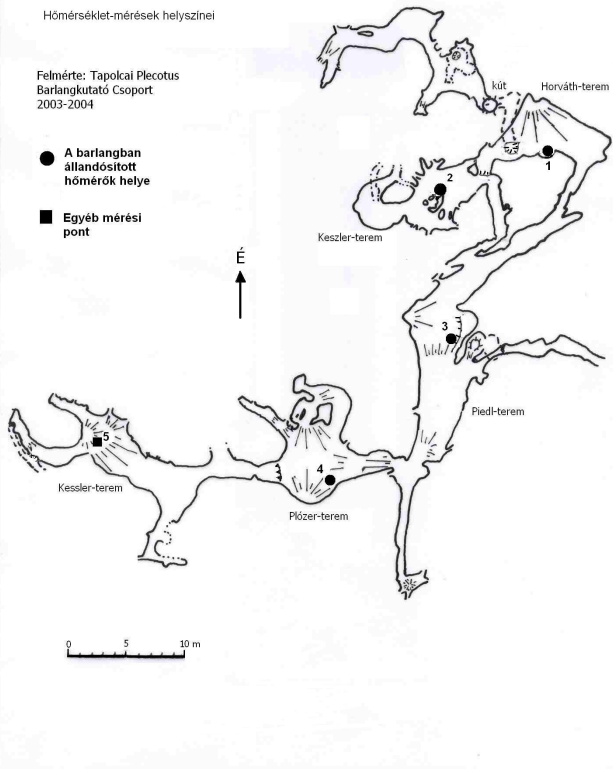 Hőmérséklet-mérések helyszínei
Felmérte: Tapolcai Plecotus
Barlangkutató Csoport
2003-2004
A barlangban
állandósított
hőmérők helye
Egyéb mérési
pont
kút
Horváth-terem
1
2
Keszler-terem
É
3
Piedl-terem
5
Kessler-terem
4
Plózer-terem
0 5 10 m